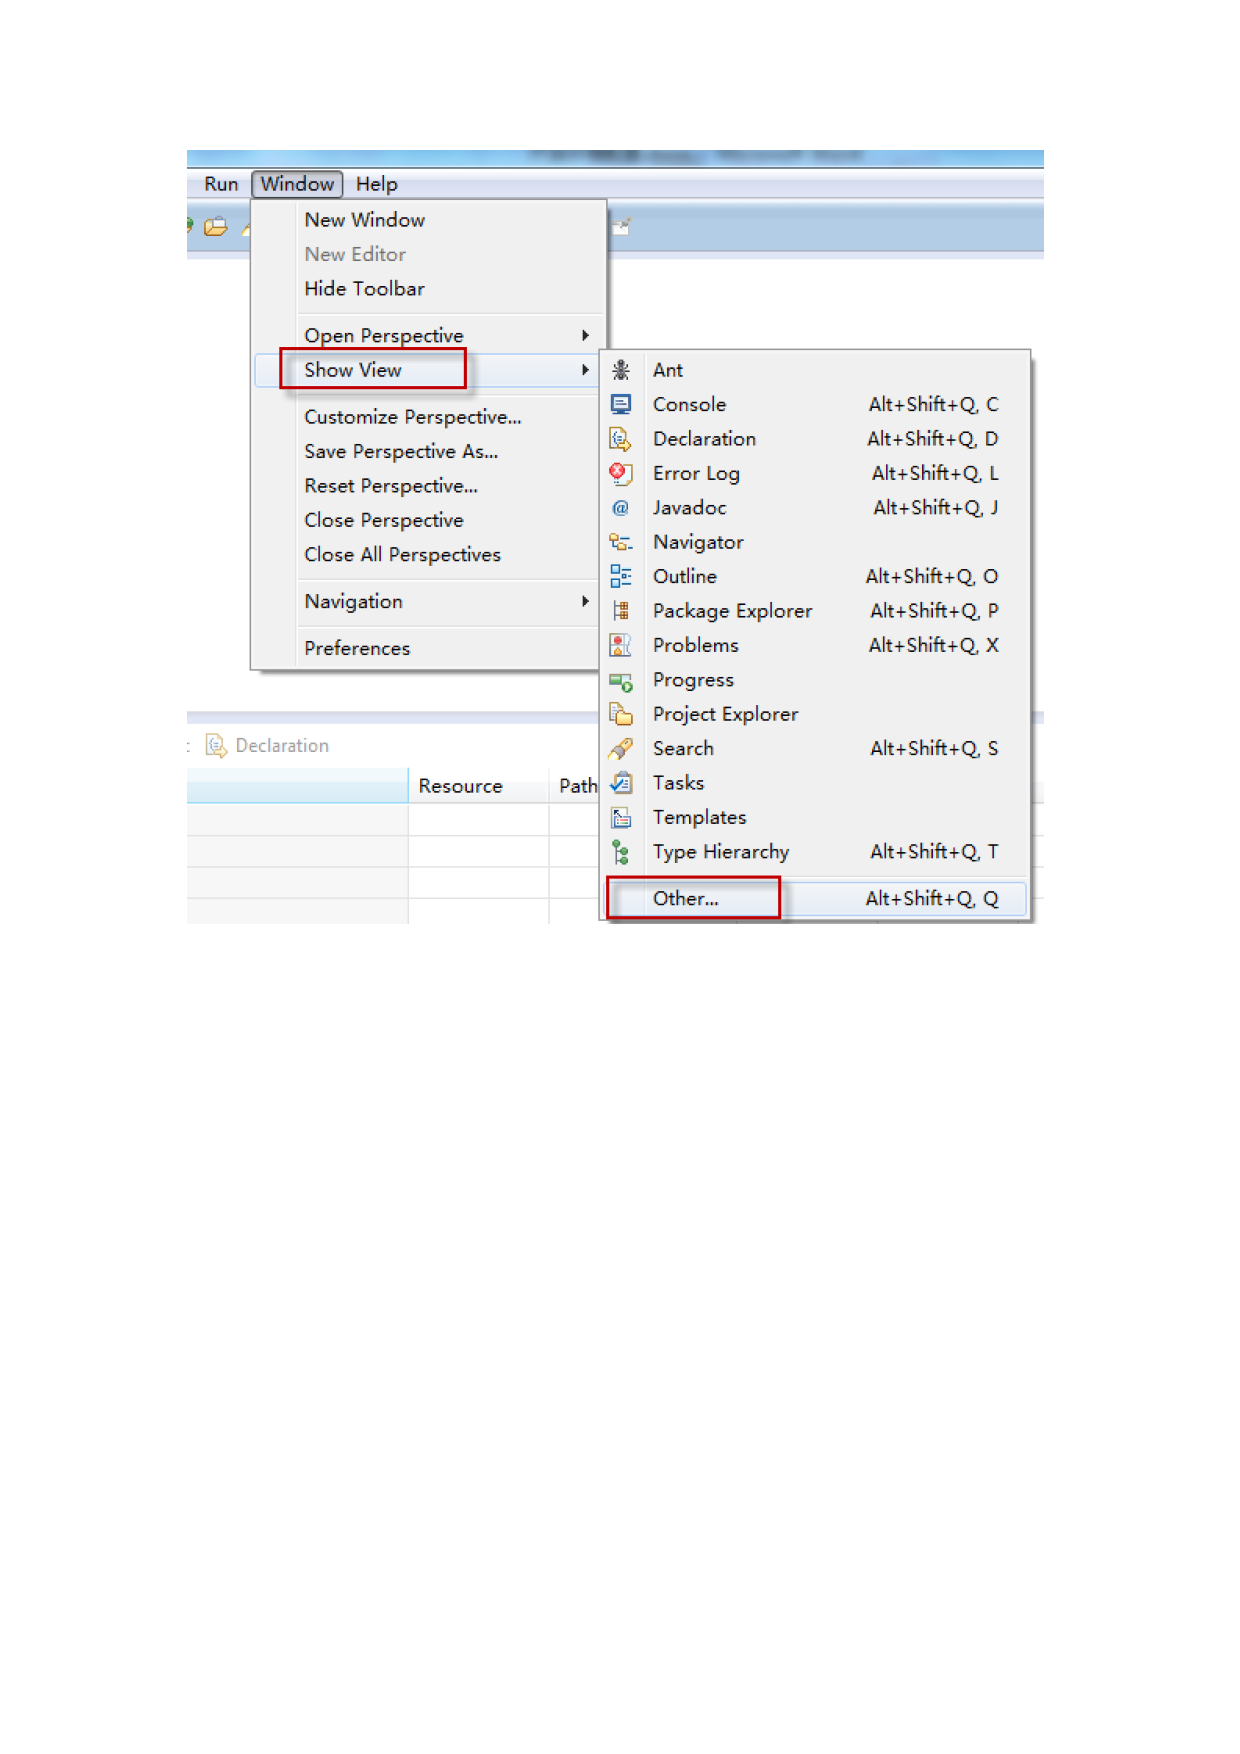 Run Window Help
New Window
New Editor
Hide Toolbar
Open Perspective
Show View
Customize Perspective...
Save Perspective As...
Reset Perspective...
Close Perspective
Close All Perspectives
Navigation
Preferences
Ant
Console Alt+Shift+Q, C
Declaration Alt+Shift+Q, D
Error Log Alt+Shift+Q, L
Javadoc Alt+Shift+Q, J
Navigator
Outline Alt+Shift+Q, O
Package Explorer Alt+Shift+Q, P
Problems Alt+Shift+Q, X
Progress
Project Explorer
Search Alt+Shift+Q, S
Tasks
Templates
Type Hierarchy Alt+Shift+Q, T
Other... Alt+Shift+Q, Q
Declaration
Resource Path